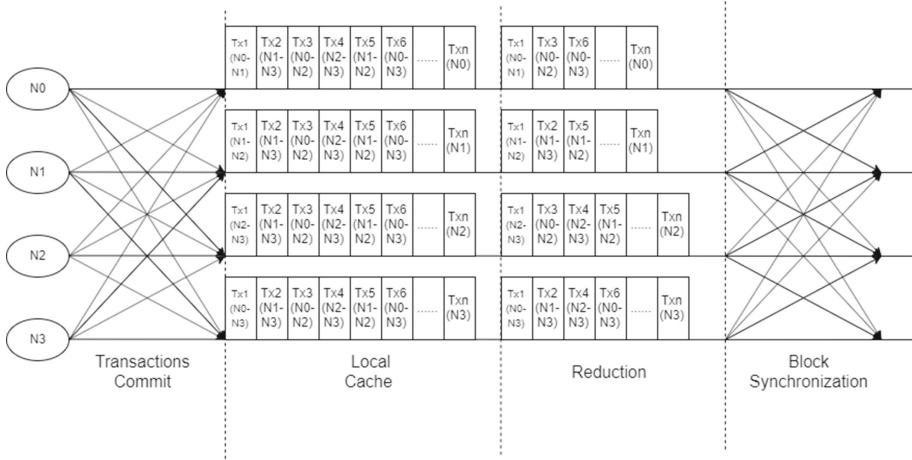 Tx1 Tx2 Tx3 Tx4 Tx5 Tx6 Txn Tx1 Tx3 Tx6 Txn
(N0- (N1- (N0- (N2- (N1- (N0- ..... (N0) (N0- (N0- (N0- ..... (N0)
N1) N3) N2) N3) N2) N3) N1) N2) N3)
N0
Tx1 Tx2 Tx3 Tx4 Tx5 Tx6 Txn Tx1 Tx2 Tx5 Txn
(N1- (N1- (N0- (N2- (N1- (N0- ..... (N1) (N1- (N1- (N1- ..... (N1)
N2) N3) N2) N3) N2) N3) N2) N3) N2)
N1
Tx1 Tx2 Tx3 Tx4 Tx5 Tx6 Txn Tx1 Tx3 Tx4 Tx5 Txn
(N2- (N1- (N0- (N2- (N1- (N0- ..... (N2) (N2- (N0- (N2- (N1- ..... (N2)
N3) N3) N2) N3) N2) N3) N3) N2) N3) N2)
N2
Tx1 Tx2 Tx3 Tx4 Tx5 Tx6 Txn Tx1 Tx2 Tx4 Tx6 Txn
(N0- (N1- (N0- (N2- (N1- (N0- ..... (N3) (N0- (N1- (N2- (N0- ..... (N3)
N3) N3) N2) N3) N2) N3) N3) N3) N3) N3)
N3
Transactions
Commit
Local
Cache
Reduction
Block
Synchronization